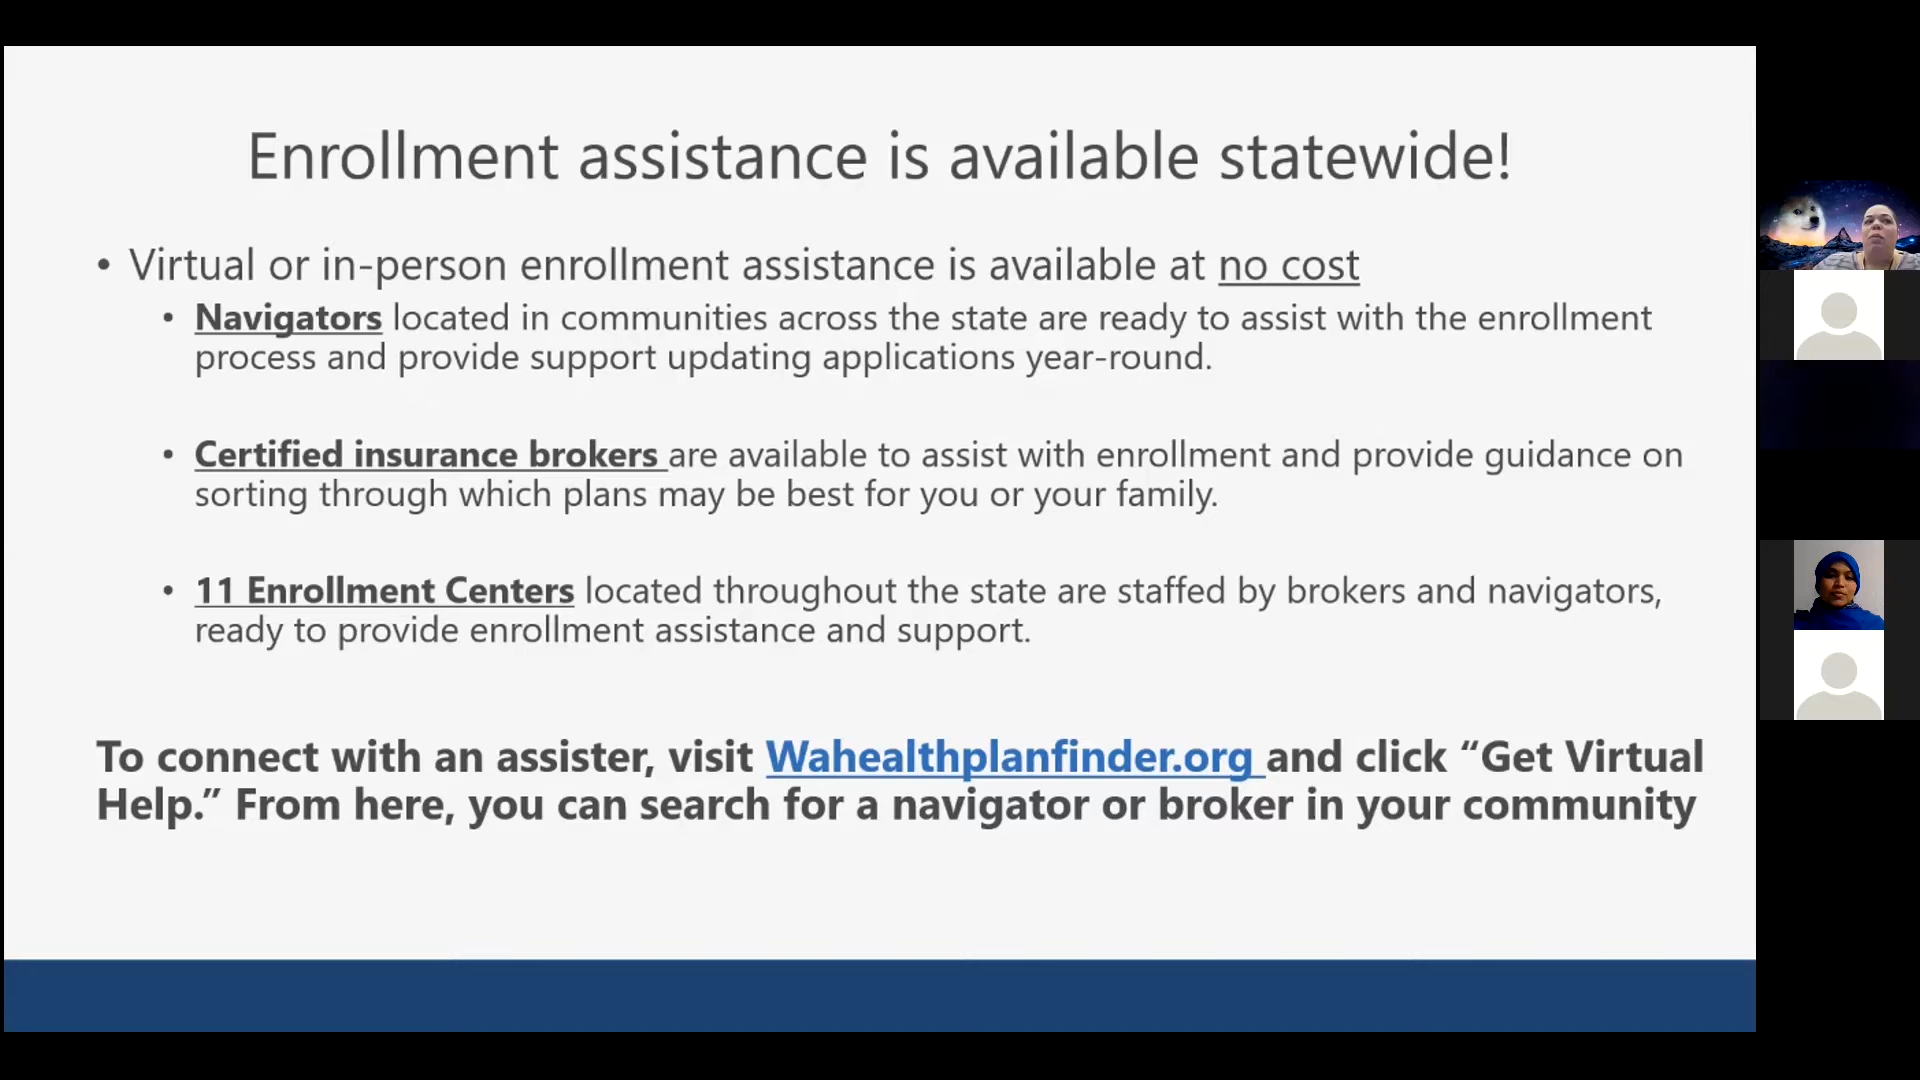 Enrollment assistance is available statewide!
• Virtual or in-person enrollment assistance is available at no cost
• Navigators located in communities across the state are ready to assist with the enrollment
process and provide support updating applications year-round.
• Certified insurance brokers are available to assist with enrollment and provide guidance on
sorting through which plans may be best for you or your family.
• 11 Enrollment Centers located throughout the state are staffed by brokers and navigators,
ready to provide enrollment assistance and support.
To connect with an assister, visit Wahealthplanfinder.org and click “Get Virtual
Help.” From here, you can search for a navigator or broker in your community